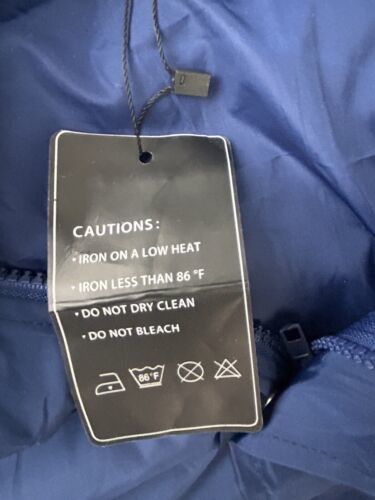 CAUTIONS:
• IRON ON A LOW HEAT
• IRON LESS THAN 86 °F
• DO NOT DRY CLEAN
• DO NOT BLEACH
86°F